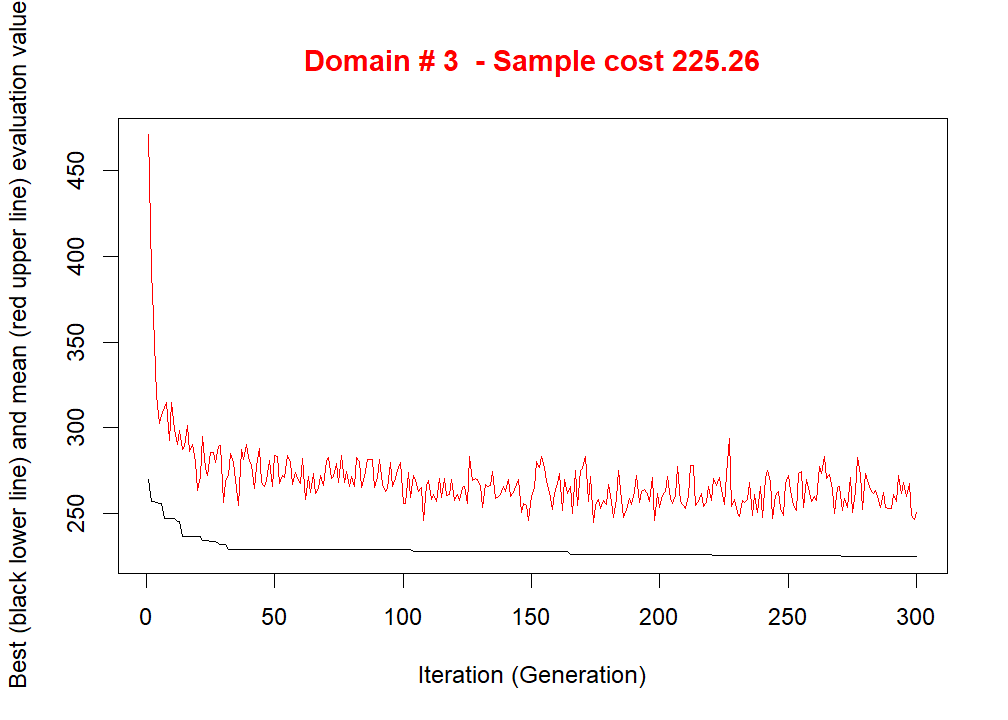 Domain # 3  - Sample cost 225.26
Best (black lower line) and mean (red upper line) evaluation value
450
400
350
300
250
0 50 100 150 200 250 300
Iteration (Generation)